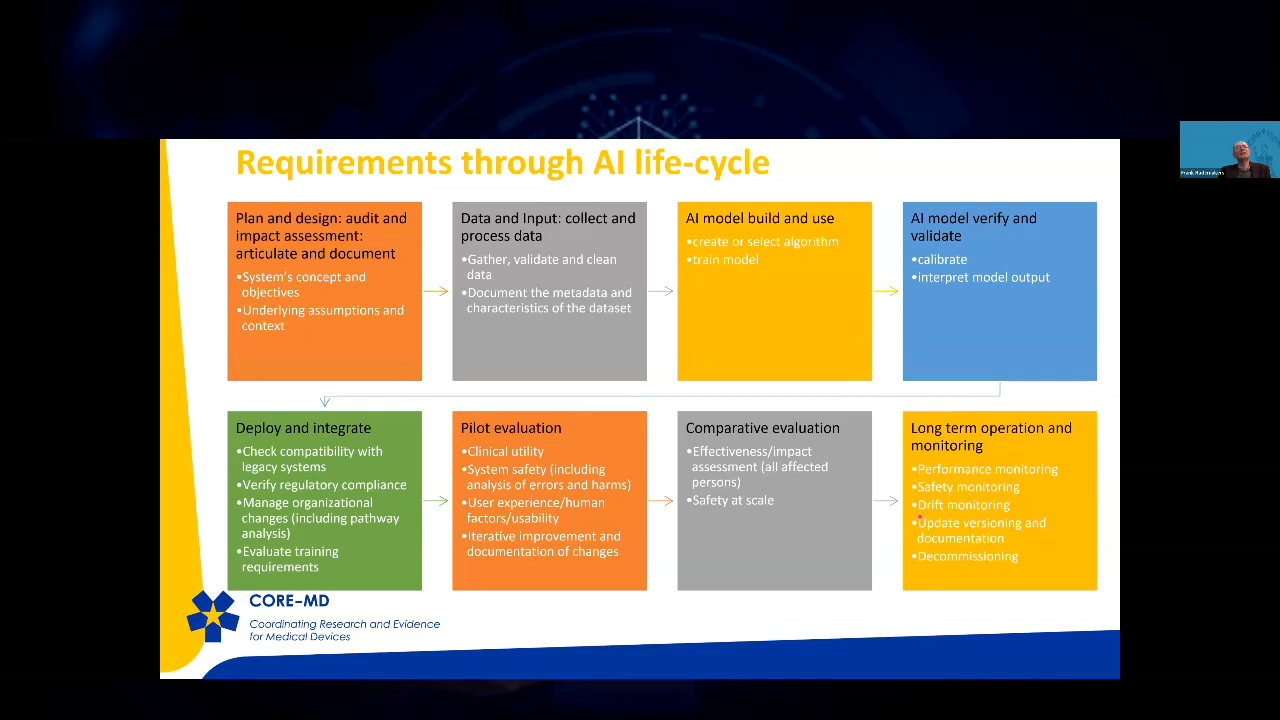 Requirements through AI life-cycle
Plan and design: audit and
impact assessment:
articulate and document
•System's concept and
objectives
•Underlying assumptions and
context
Data and Input: collect and
process data
•Gather, validate and clean
data
•Document the metadata and
characteristics of the dataset
AI model build and use
•create or select algorithm
•train model
AI model verify and
validate
•calibrate
•interpret model output
Deploy and integrate
•Check compatibility with
legacy systems
•Verify regulatory compliance
•Manage organizational
changes (including pathway
analysis)
•Evaluate training
requirements
Pilot evaluation
•Clinical utility
•System safety (including
analysis of errors and harms)
•User experience/human
factors/usability
•Iterative improvement and
documentation of changes
Comparative evaluation
•Effectiveness/impact
assessment (all affected
persons)
•Safety at scale
Long term operation and
monitoring
•Performance monitoring
•Safety monitoring
•Drift monitoring
•Update versioning and
documentation
•Decommissioning
CORE–MD
Coordinating Research and Evidence
for Medical Devices
Frank Rademakers